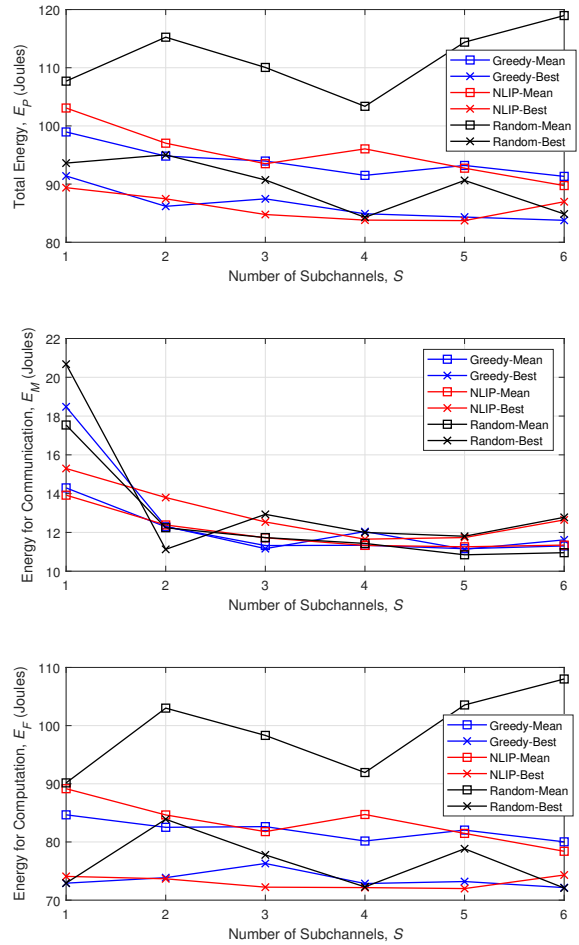 120
110
100
90
80
Total Energy, E_P (Joules)
Greedy-Mean
Greedy-Best
NLIP-Mean
NLIP-Best
Random-Mean
Random-Best
1 2 3 4 5 6
Number of Subchannels, S
22
20
18
16
14
12
10
Energy for Communication, E_M (Joules)
Greedy-Mean
Greedy-Best
NLIP-Mean
NLIP-Best
Random-Mean
Random-Best
1 2 3 4 5 6
Number of Subchannels, S
110
100
90
80
70
Energy for Computation, E_F (Joules)
Greedy-Mean
Greedy-Best
NLIP-Mean
NLIP-Best
Random-Mean
Random-Best
1 2 3 4 5 6
Number of Subchannels, S